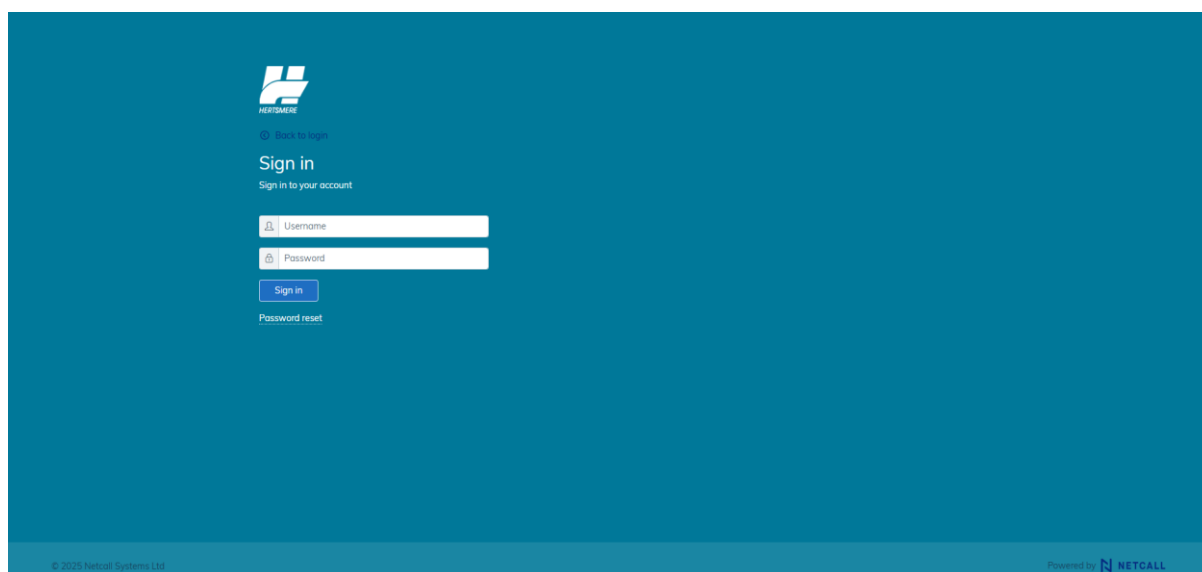 HERTSMERE
Back to login
Sign in
Sign in to your account
Username
Password
Sign in
Password reset
© 2025 Netcall Systems Ltd
Powered by NETCALL